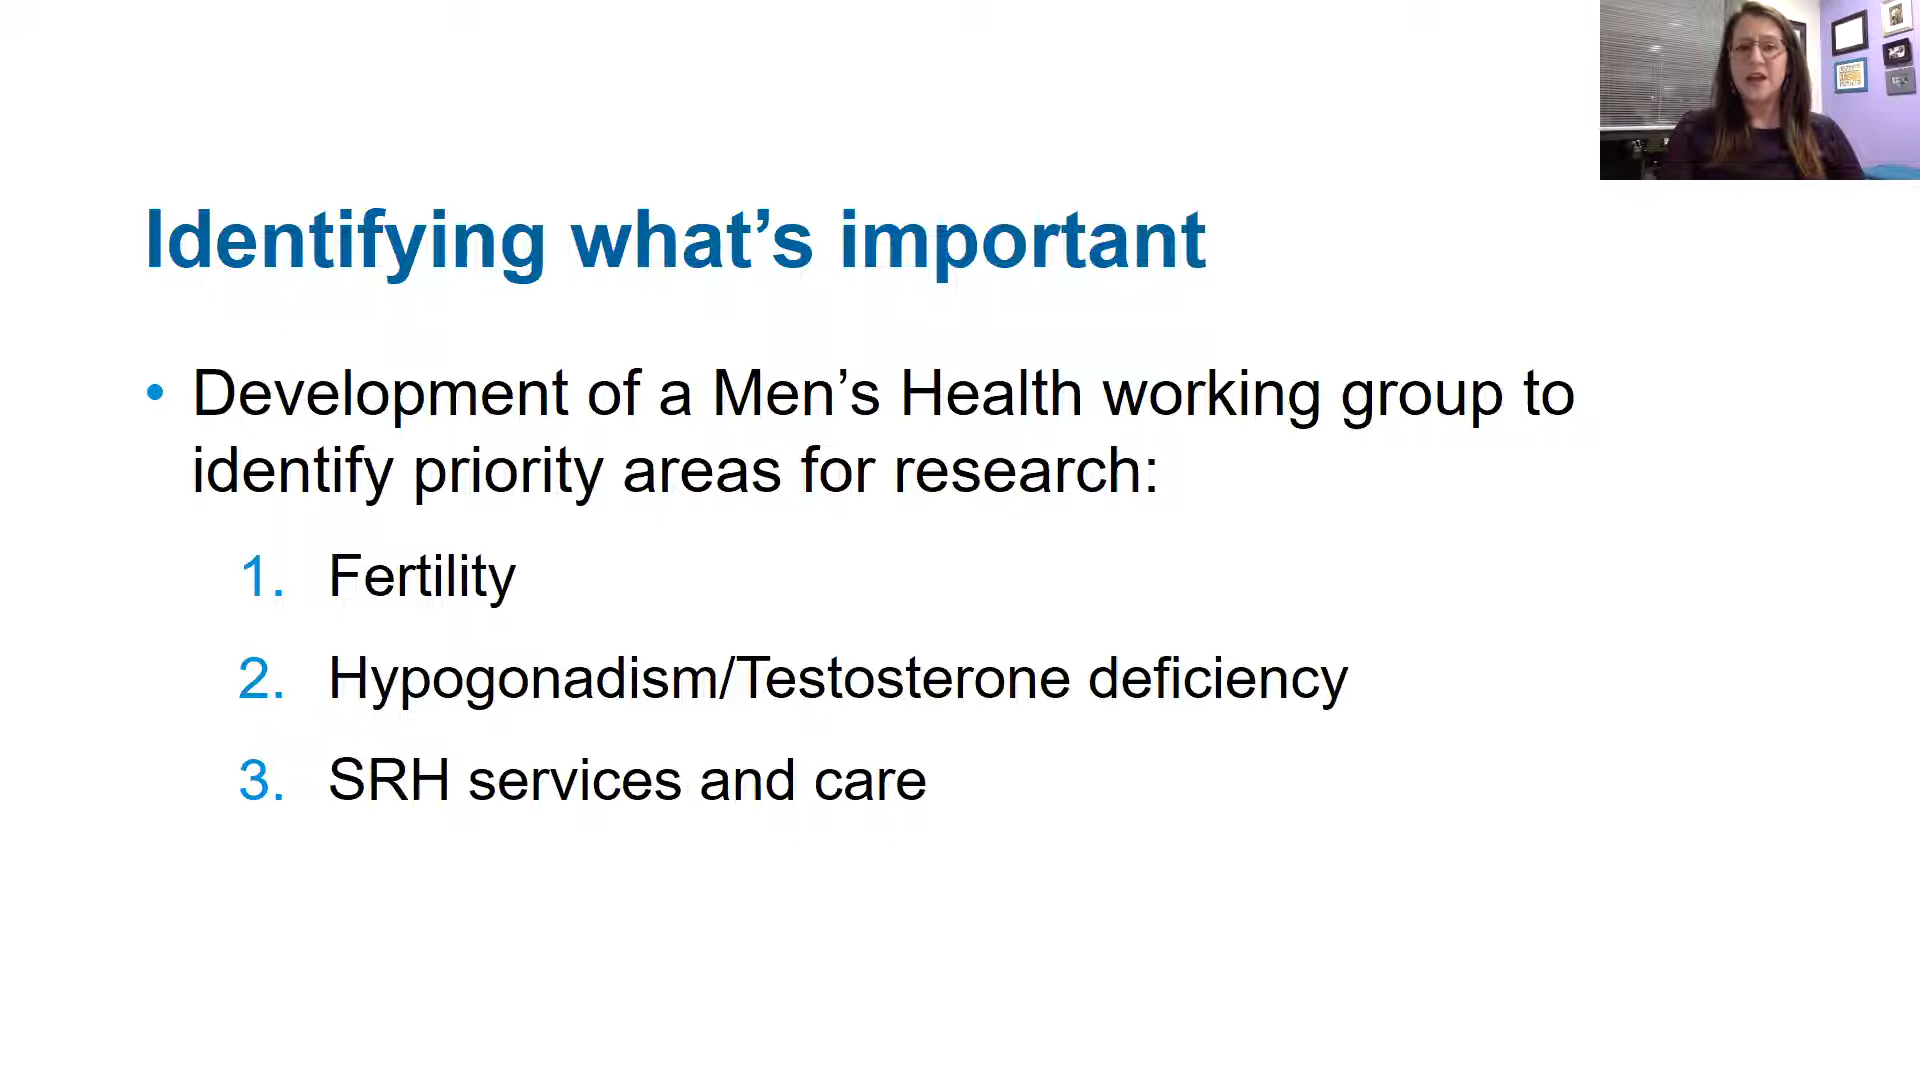 Identifying what’s important
• Development of a Men’s Health working group to
identify priority areas for research:
1. Fertility
2. Hypogonadism/Testosterone deficiency
3. SRH services and care